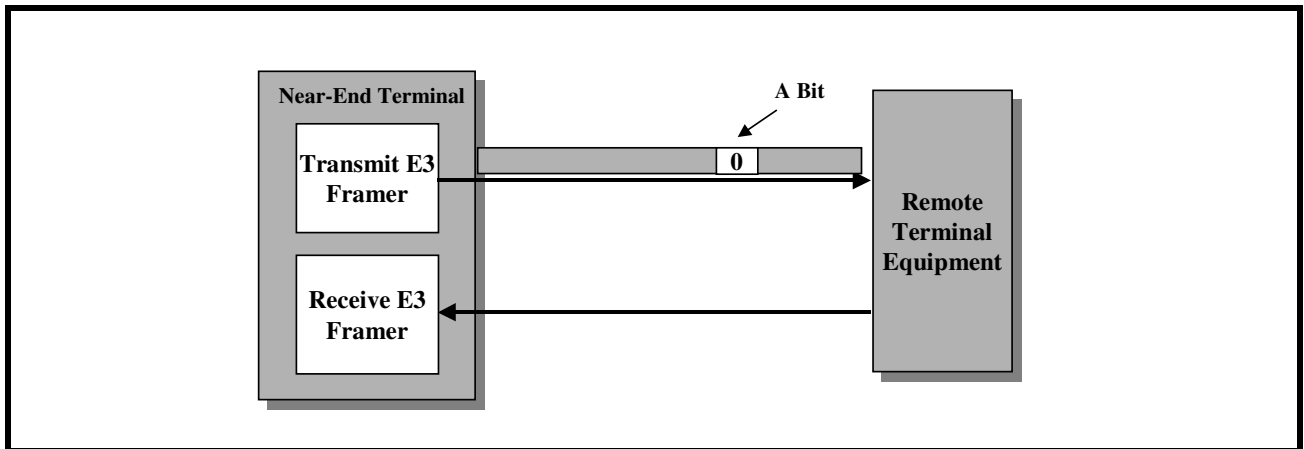 Near-End Terminal
A Bit
Transmit E3
Framer
0
Remote
Terminal
Equipment
Receive E3
Framer